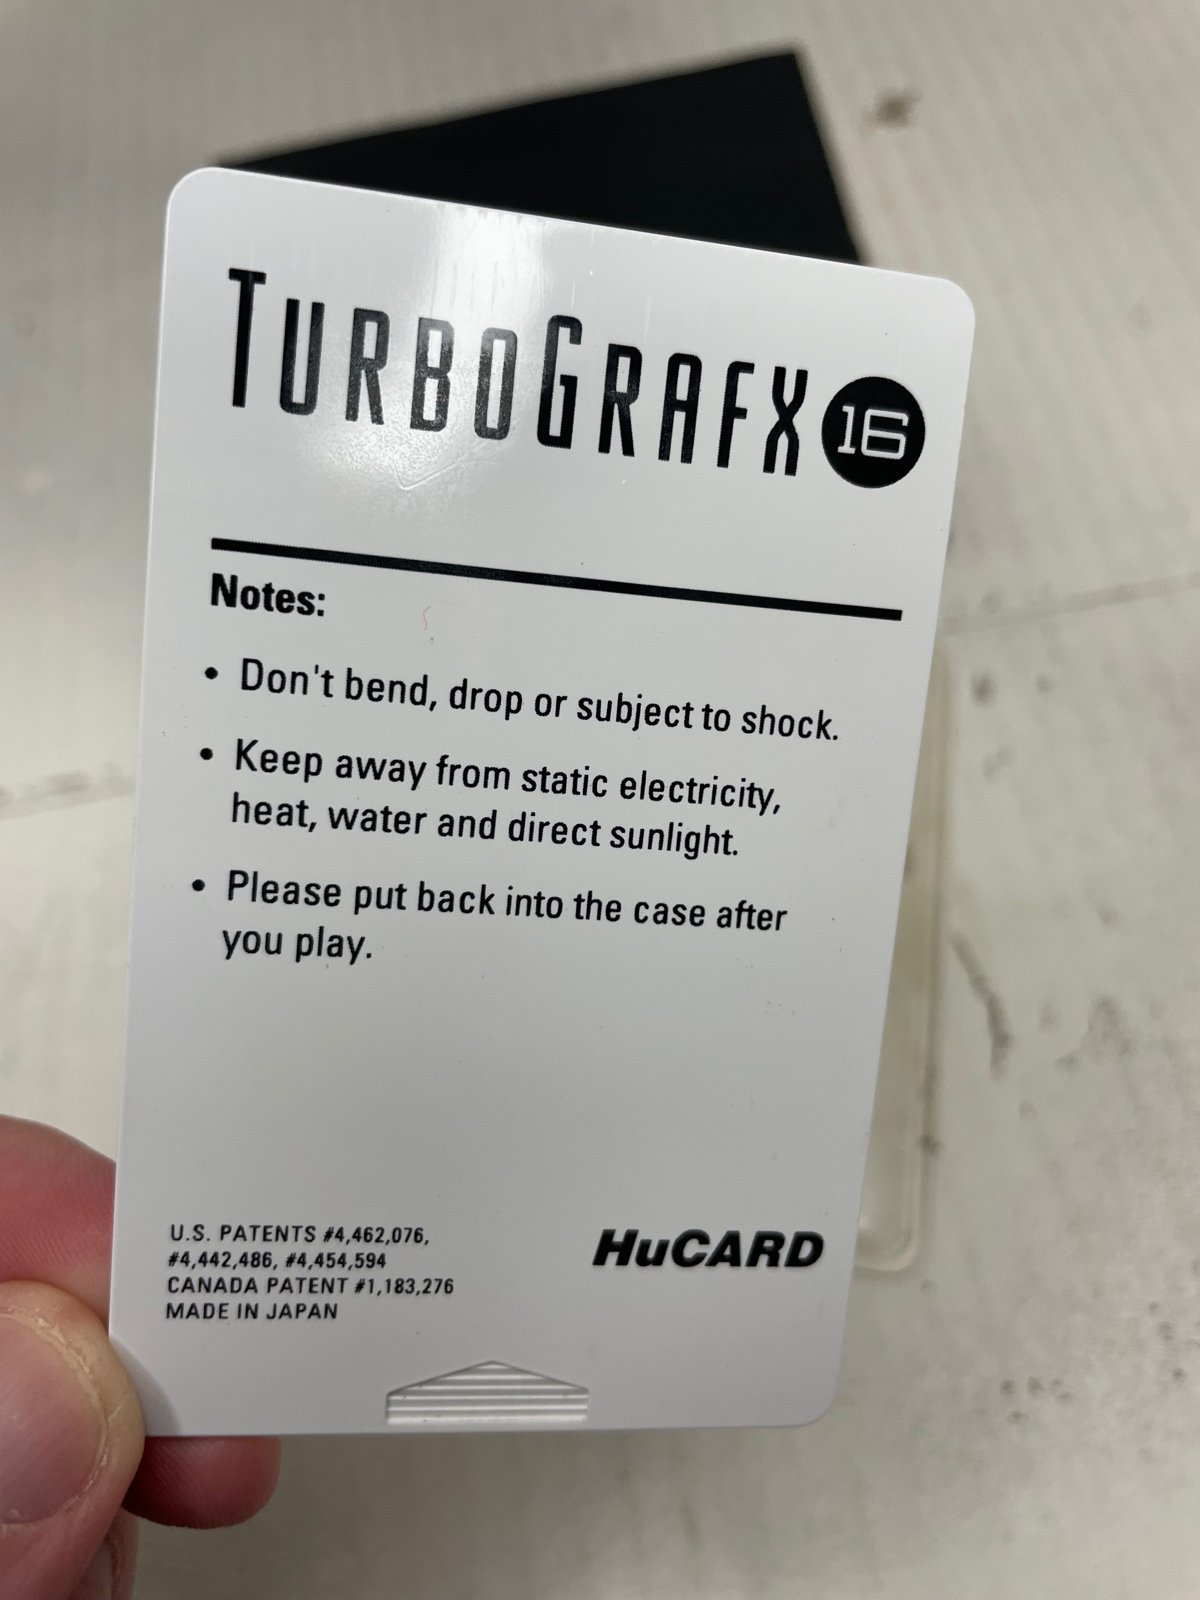 TURBOGRAFX 16
Notes:
• Don't bend, drop or subject to shock.
• Keep away from static electricity,
heat, water and direct sunlight.
• Please put back into the case after
you play.
U.S. PATENTS #4,462,076,
#4,442,486, #4,454,594
CANADA PATENT #1,183,276
MADE IN JAPAN
HuCARD